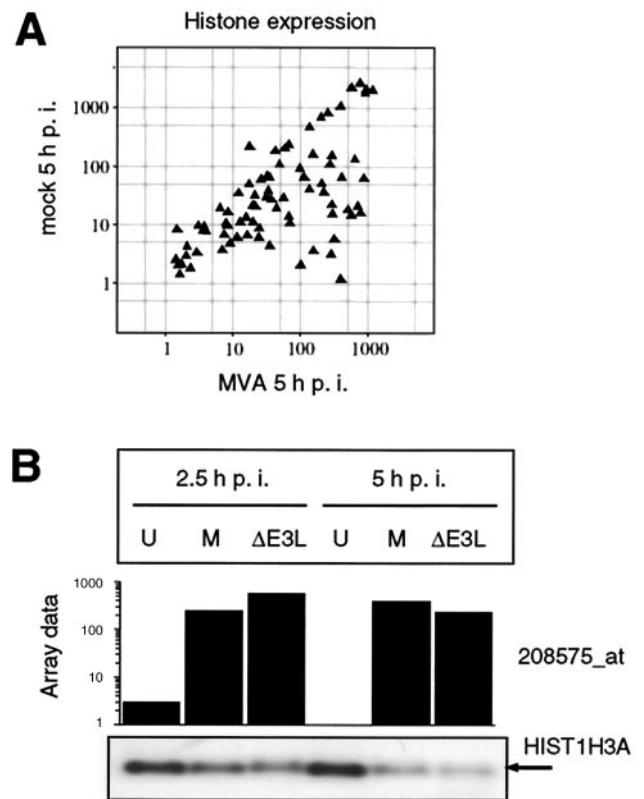 A
Histone expression
mock 5 h p. i.
1000
100
10
1
1 10 100 1000
MVA 5 h p. i.
B
2.5 h p. i. 5 h p. i.
U M ΔE3L U M ΔE3L
Array data
1000
100
10
1
208575_at
HIST1H3A